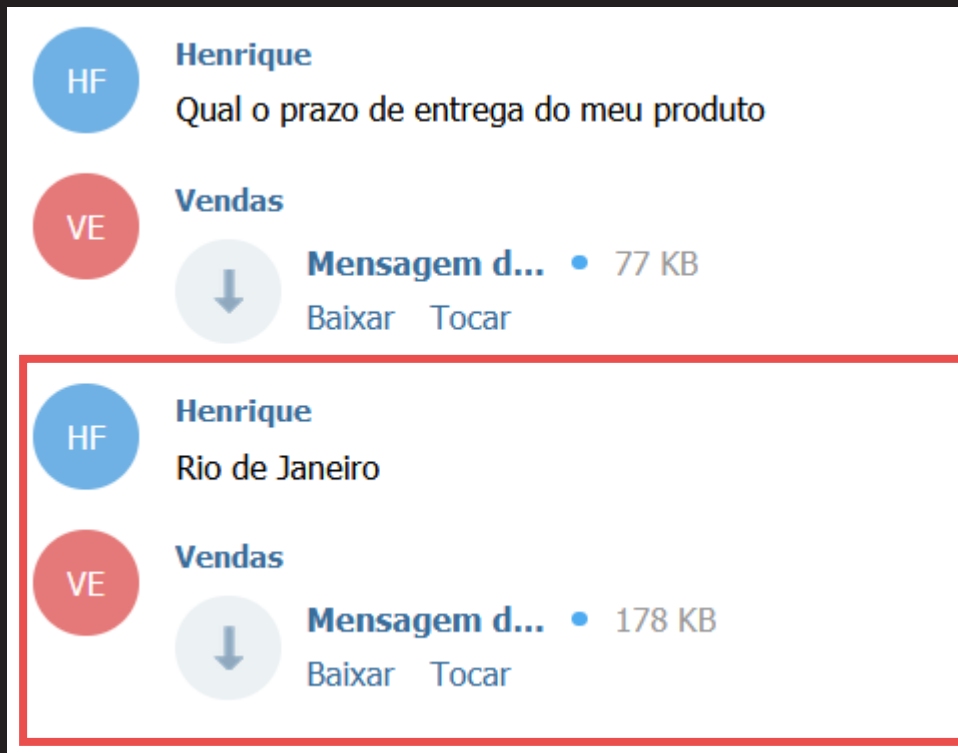 HF
Henrique
Qual o prazo de entrega do meu produto
VE
Vendas
Mensagem d... • 77 KB
Baixar Tocar
HF
Henrique
Rio de Janeiro
VE
Vendas
Mensagem d... • 178 KB
Baixar Tocar